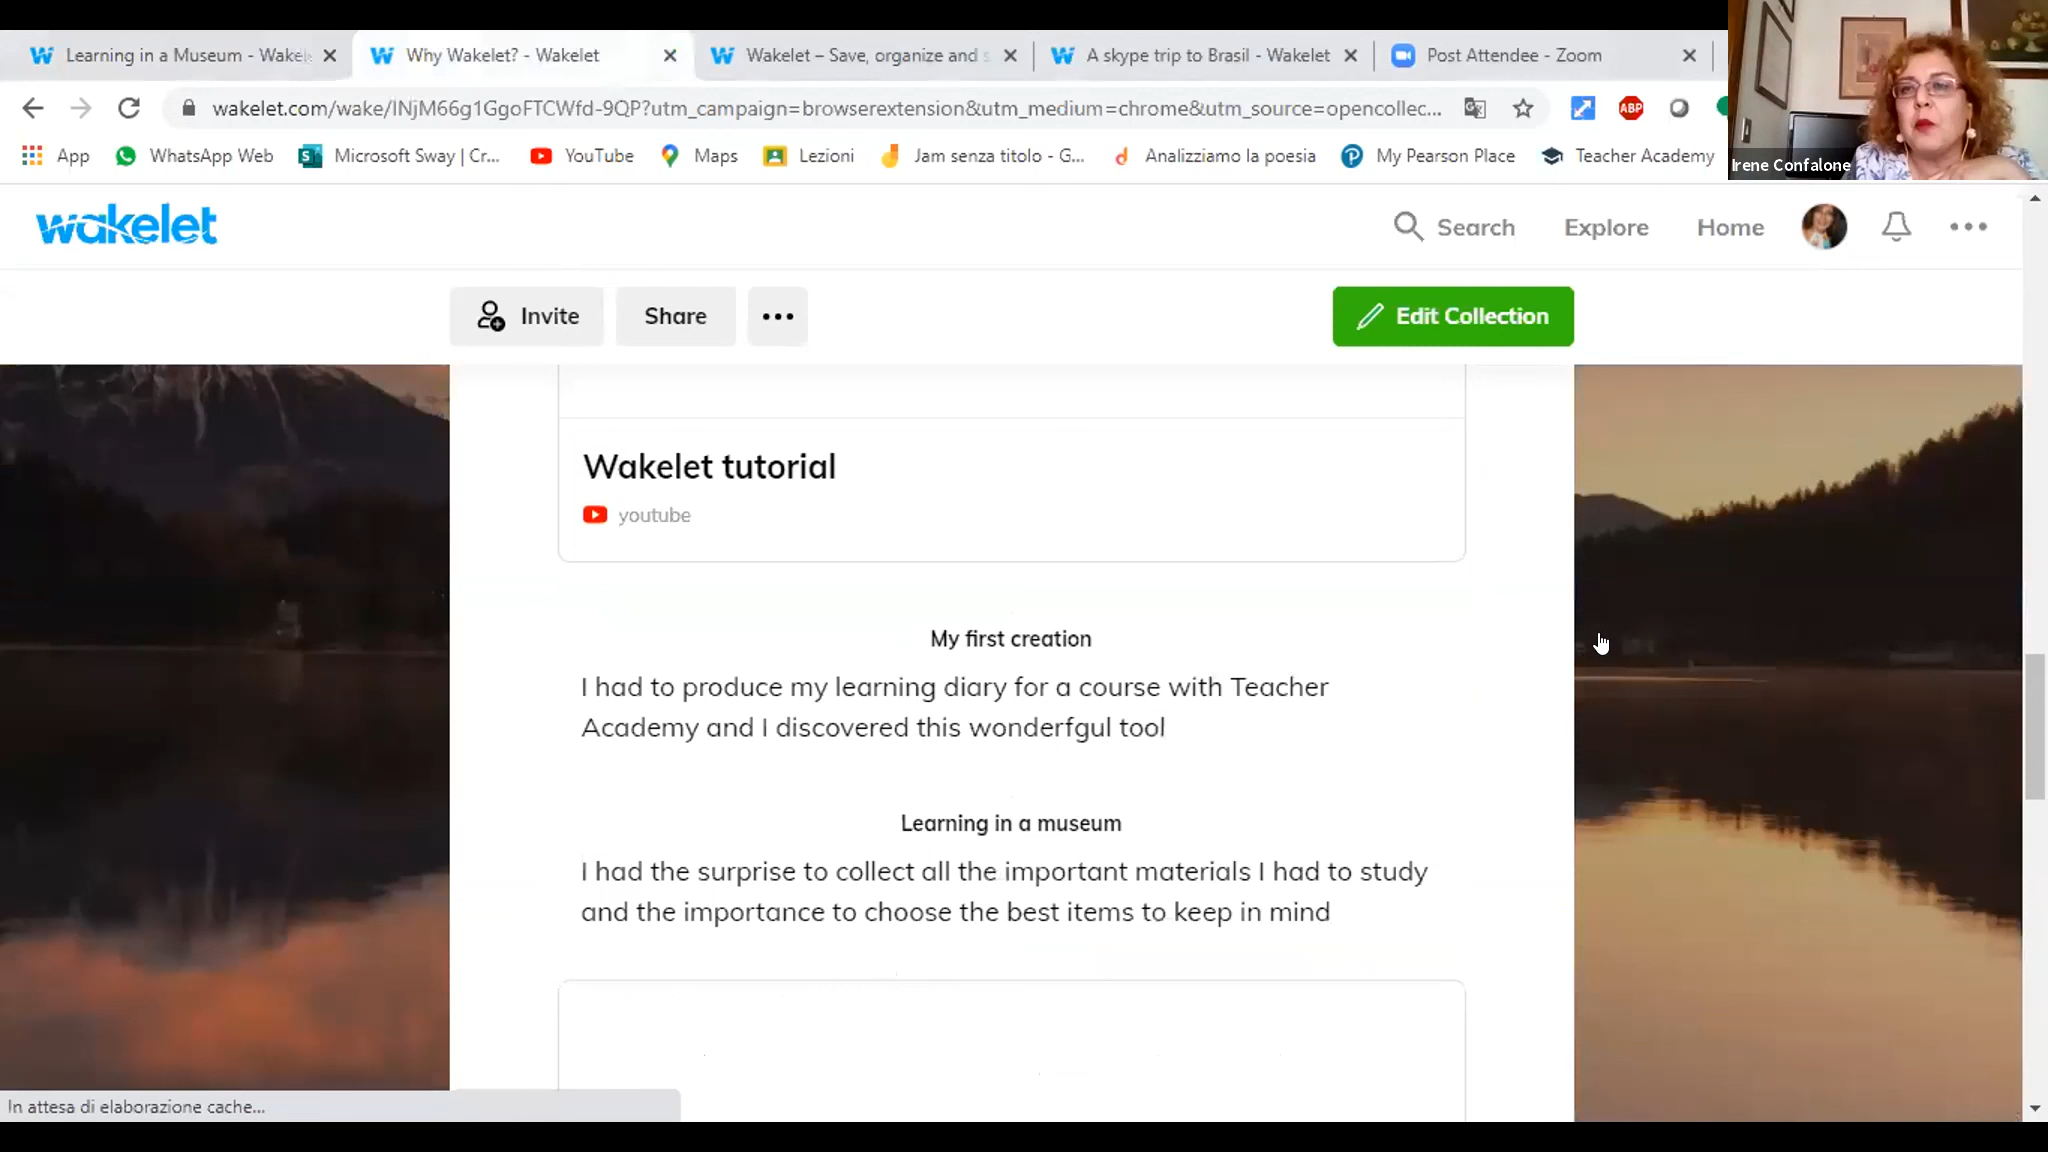 Learning in a Museum - Wakel
Why Wakelet? - Wakelet
Wakelet – Save, organize and s
A skype trip to Brasil - Wakelet
Post Attendee - Zoom
wakelet.com/wake/INjM66g1GgoFTCWfd-9QP?utm_campaign=browserextension&utm_medium=chrome&utm_source=opencollec...
ABP
App
WhatsApp Web
Microsoft Sway | Cr...
YouTube
Maps
Lezioni
Jam senza titolo - G...
Analizziamo la poesia
My Pearson Place
Teacher Academy
Irene Confalone
wakelet
Search
Explore
Home
Invite
Share
Edit Collection
Wakelet tutorial
youtube
My first creation
I had to produce my learning diary for a course with Teacher
Academy and I discovered this wonderfgul tool
Learning in a museum
I had the surprise to collect all the important materials I had to study
and the importance to choose the best items to keep in mind
In attesa di elaborazione cache...